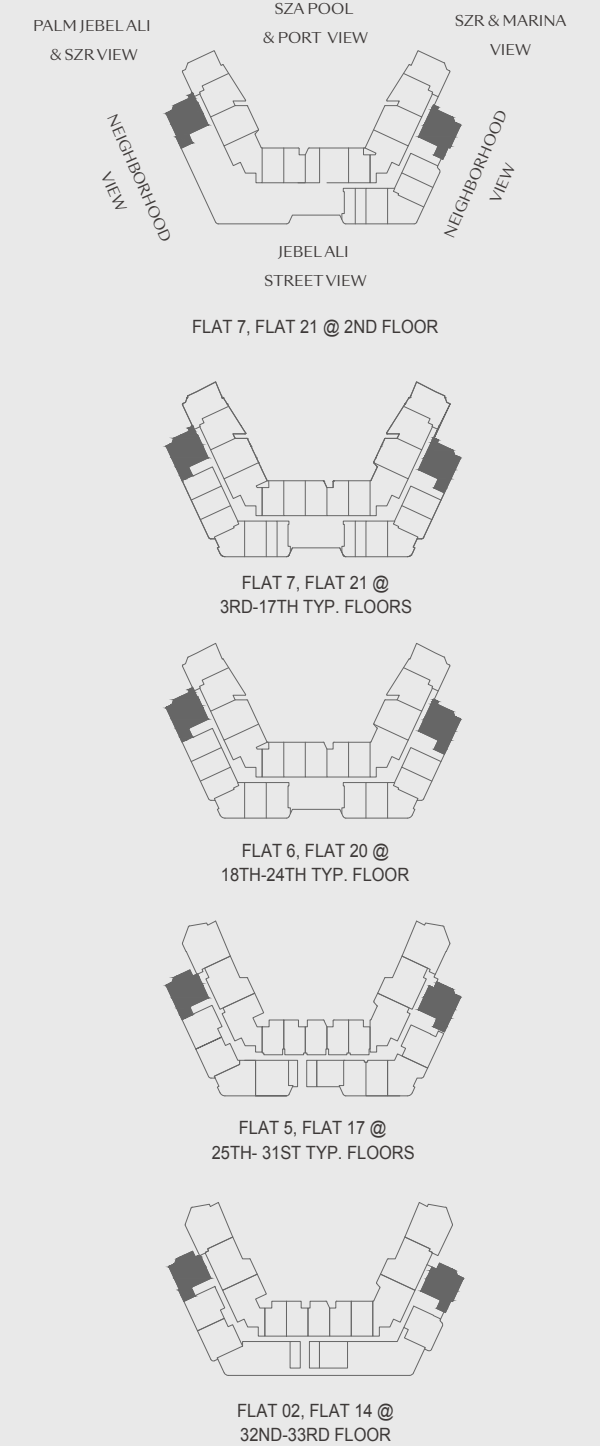 PALM JEBEL ALI
& SZR VIEW
SZA POOL
& PORT VIEW
SZR & MARINA
VIEW
NEIGHBORHOOD
VIEW
NEIGHBORHOOD
VIEW
JEBEL ALI
STREET VIEW
FLAT 7, FLAT 21 @ 2ND FLOOR
FLAT 7, FLAT 21 @
3RD-17TH TYP. FLOORS
FLAT 6, FLAT 20 @
18TH-24TH TYP. FLOOR
FLAT 5, FLAT 17 @
25TH- 31ST TYP. FLOORS
FLAT 02, FLAT 14 @
32ND-33RD FLOOR